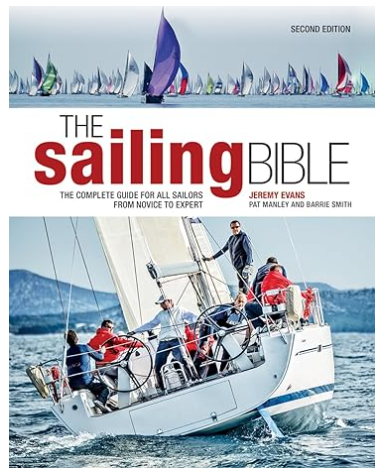 SECOND EDITION
THE
sailing BIBLE
THE COMPLETE GUIDE FOR ALL SAILORS
FROM NOVICE TO EXPERT
JEREMY EVANS
PAT MANLEY AND BARRIE SMITH